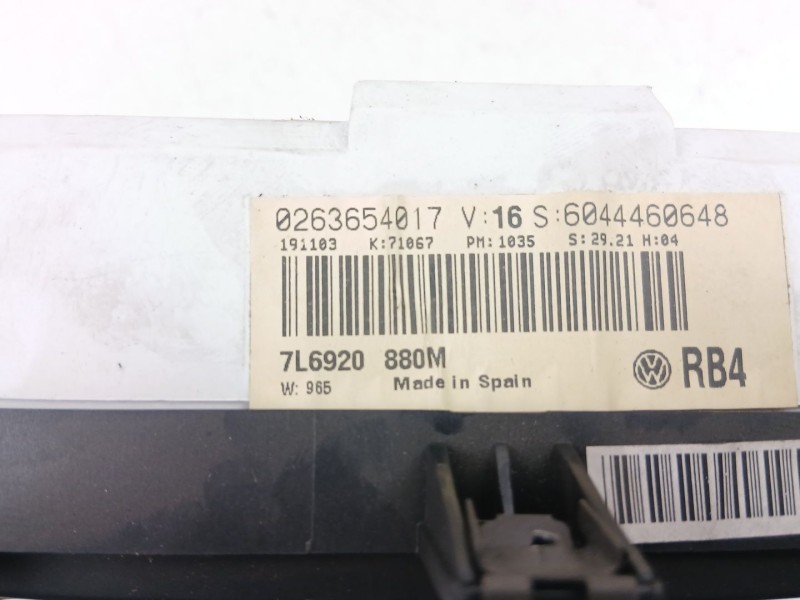 0263654017 V:16 S:6044460648
191103 K:71067 PM:1035 S:29.21 H:04
7L6920 880M
RB4
W: 965 Made in Spain